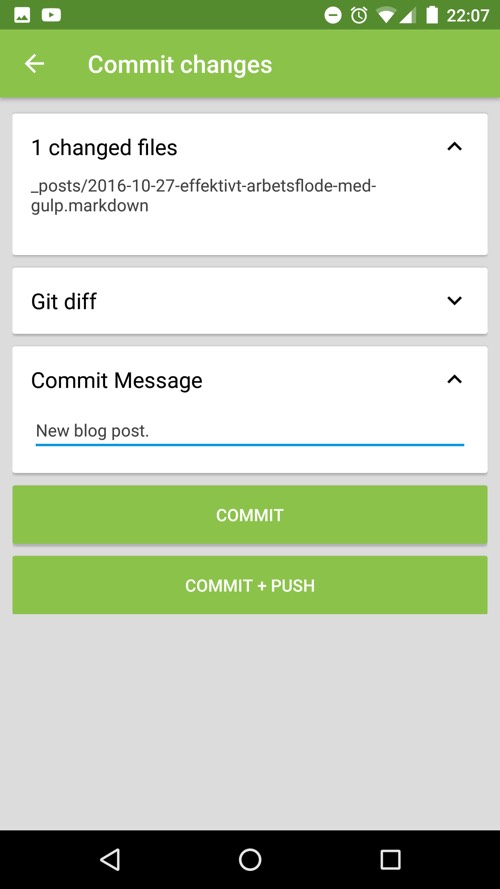 22:07
Commit changes
1 changed files
_posts/2016-10-27-effektivt-arbetsflode-med-
gulp.markdown
Git diff
Commit Message
New blog post.
COMMIT
COMMIT + PUSH